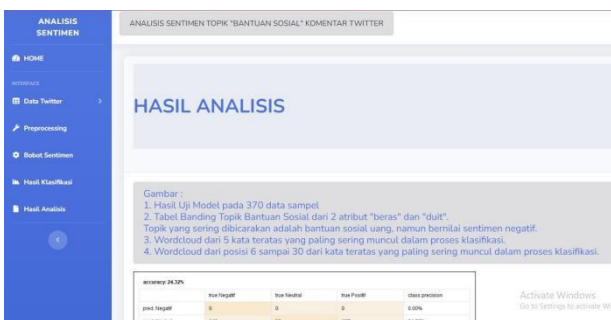 ANALISIS
SENTIMEN
ANALISIS SENTIMEN TOPIK "BANTUAN SOSIAL" KOMENTAR TWITTER
HOME
INTERFACE
Data Twitter
Preprocessing
Bobot Sentimen
Hasil Klasifikasi
Hasil Analisis
HASIL ANALISIS
Gambar :
1. Hasil Uji Model pada 370 data sampel
2. Tabel Banding Topik Bantuan Sosial dari 2 atribut "beras" dan "duit".
Topik yang sering dibicarakan adalah bantuan sosial uang, namun bernilai sentimen negatif.
3. Wordcloud dari 5 kata teratas yang paling sering muncul dalam proses klasifikasi.
4. Wordcloud dari posisi 6 sampai 30 dari kata teratas yang paling sering muncul dalam proses klasifikasi.
accuracy: 24.32%
true Negatif true Neutral true Positif class precision
pred. Negatif 0 0 0 0.00%
Activate Windows
Go to Settings to activate